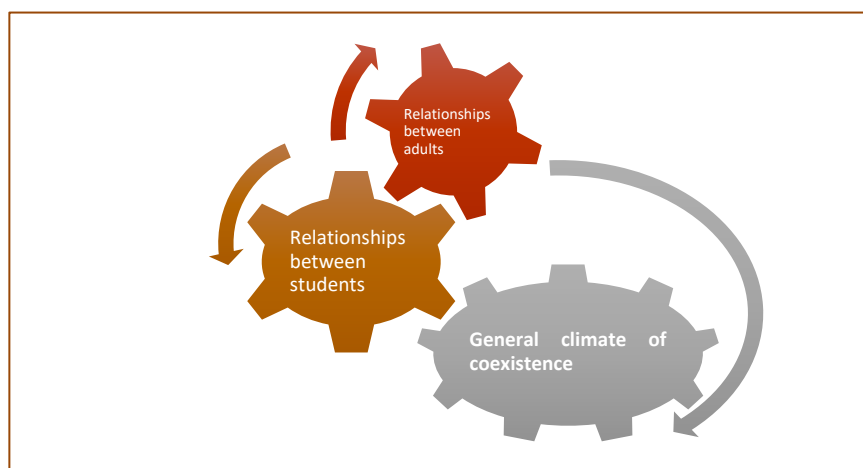 Relationships
between
adults
Relationships
between
students
General climate of
coexistence